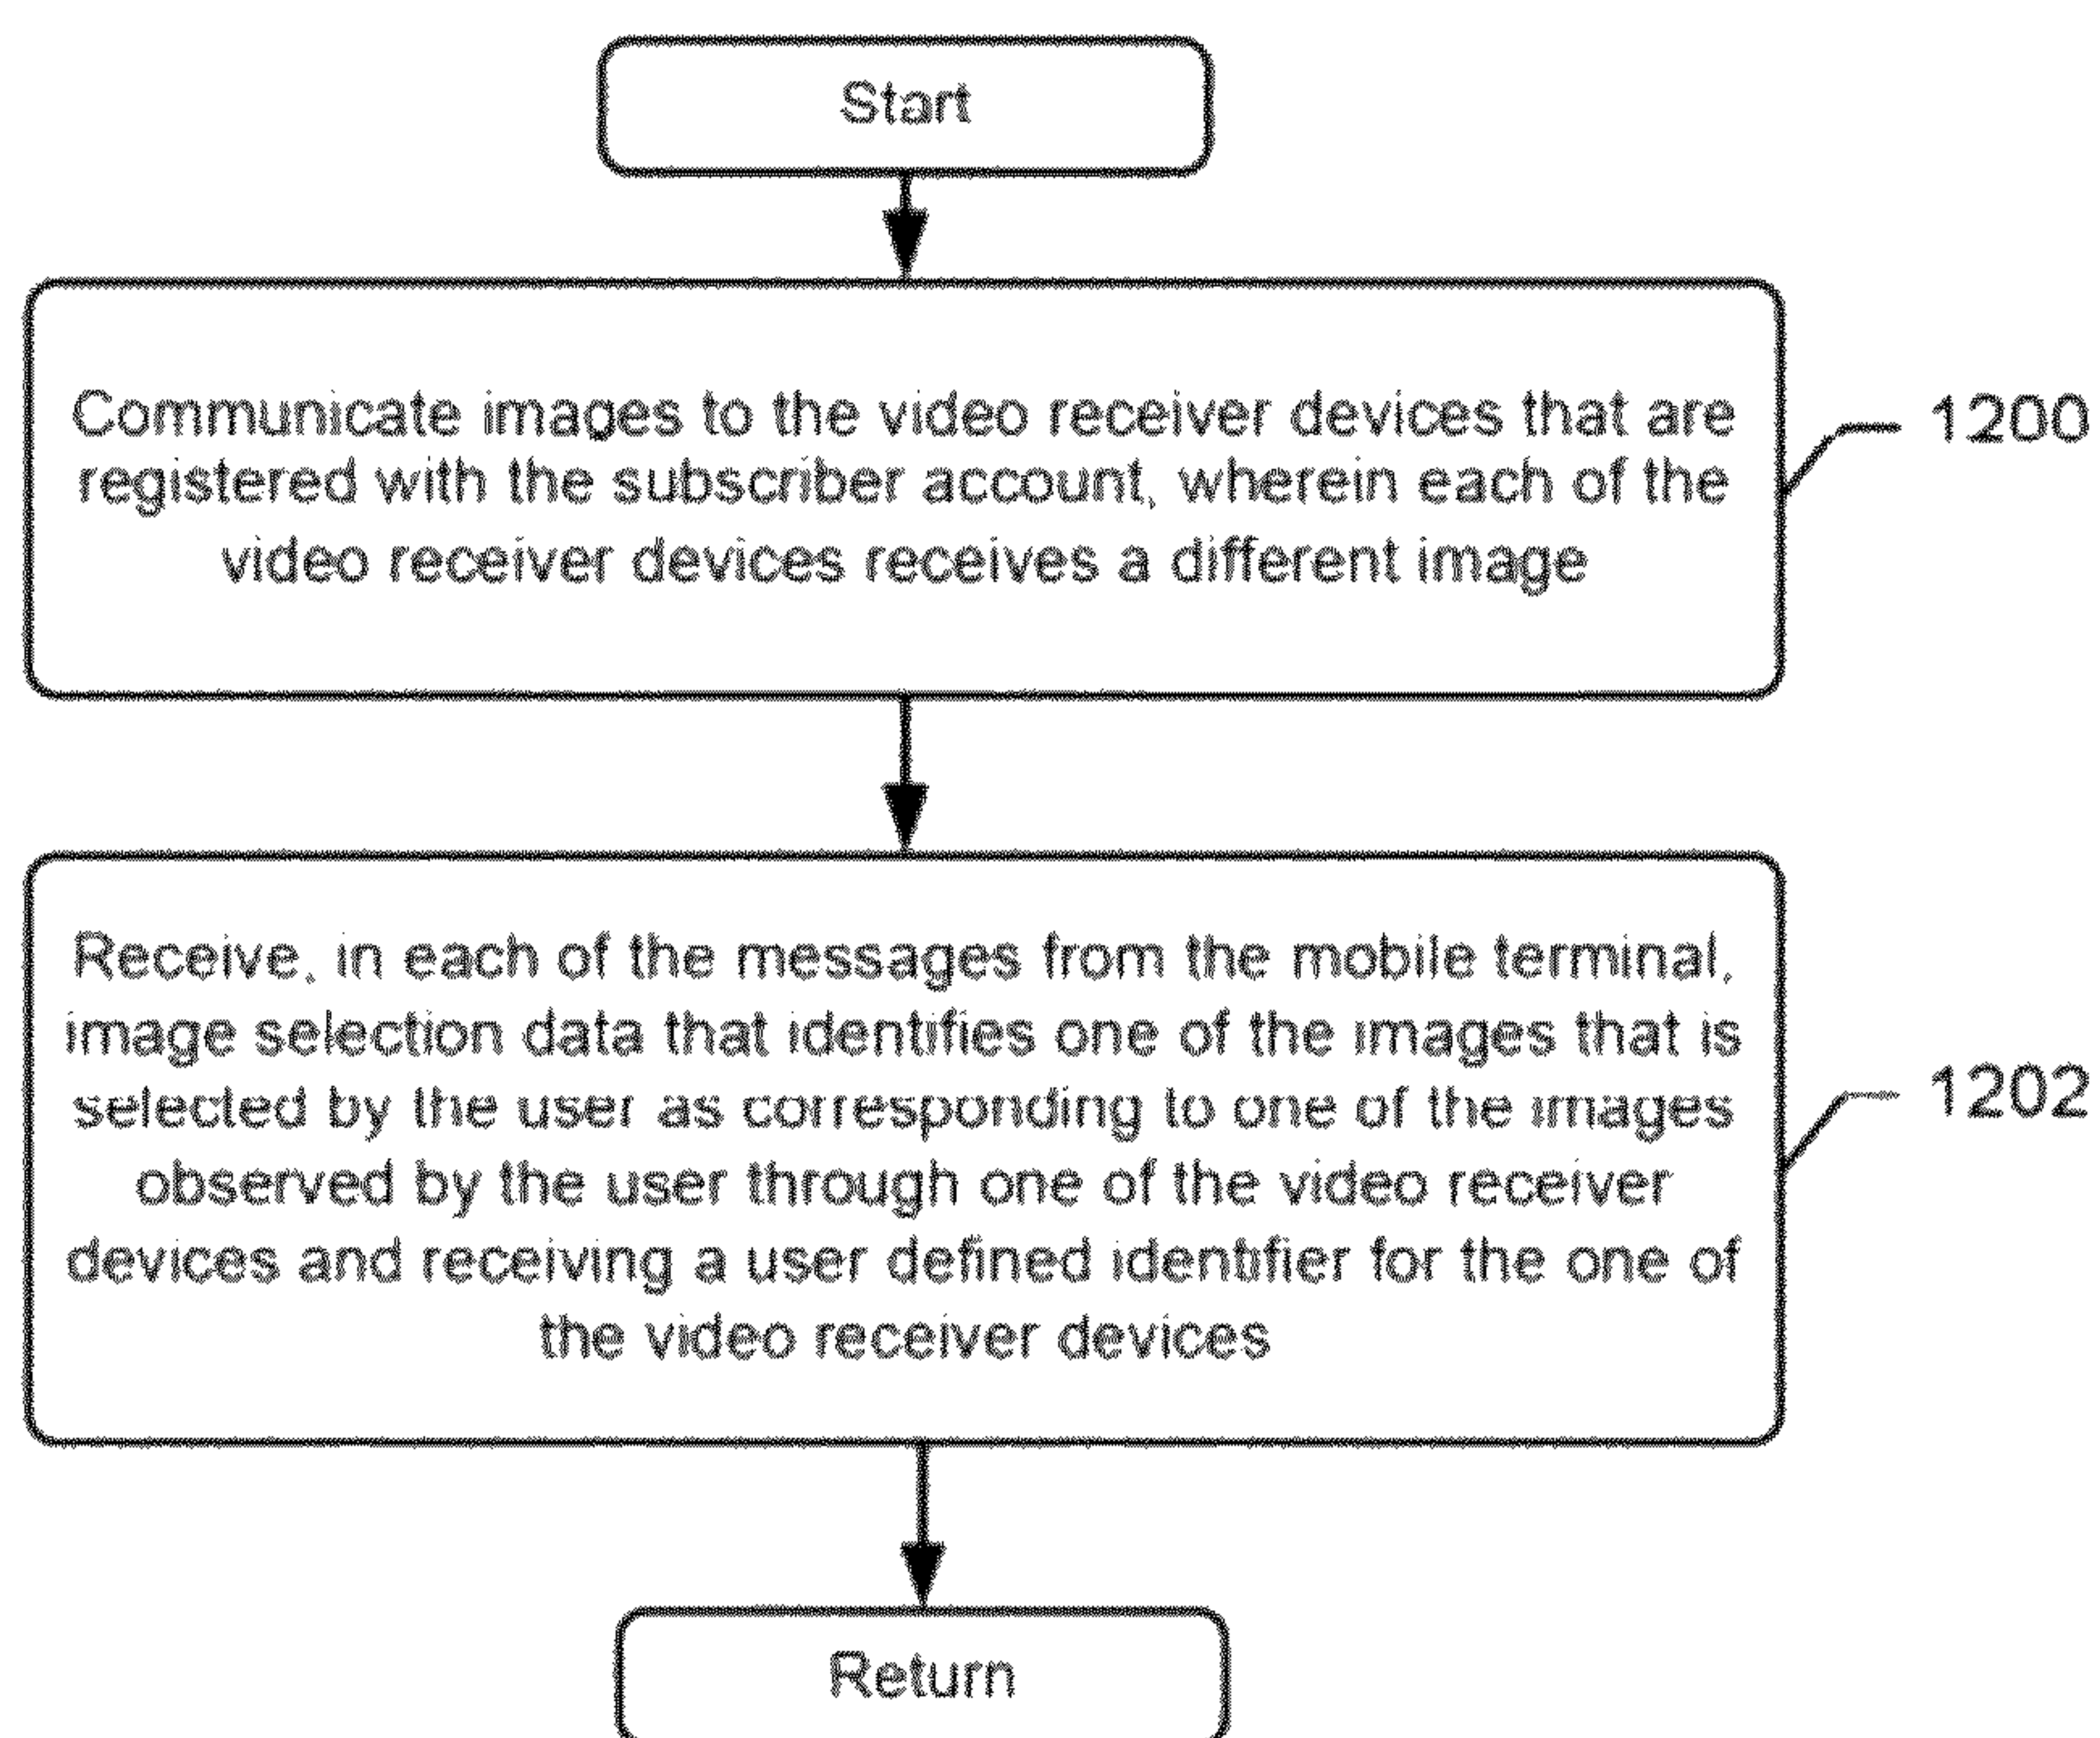 Start
Communicate images to the video receiver devices that are
registered with the subscriber account, wherein each of the
video receiver devices receives a different image
1200
Receive, in each of the messages from the mobile terminal,
image selection data that identifies one of the images that is
selected by the user as corresponding to one of the images
observed by the user through one of the video receiver
devices and receiving a user defined identifier for the one of
the video receiver devices
1202
Return